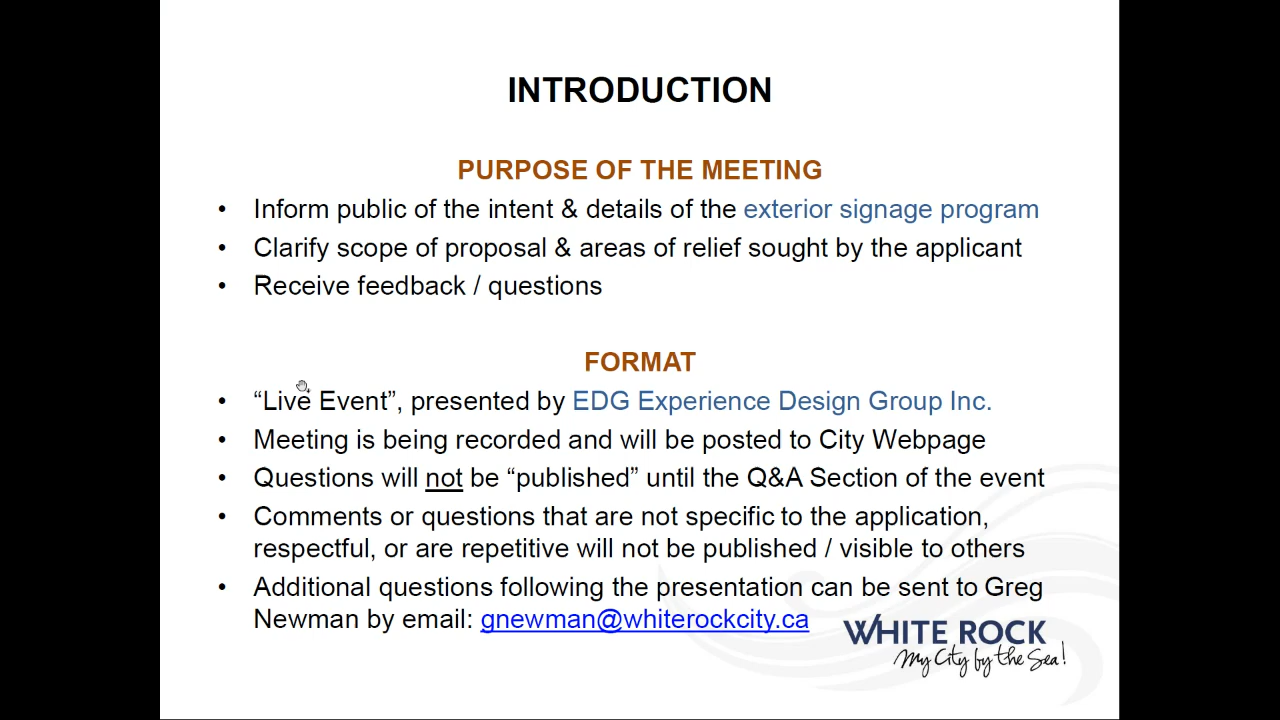 INTRODUCTION
PURPOSE OF THE MEETING
• Inform public of the intent & details of the exterior signage program
• Clarify scope of proposal & areas of relief sought by the applicant
• Receive feedback / questions
FORMAT
• “Live Event”, presented by EDG Experience Design Group Inc.
• Meeting is being recorded and will be posted to City Webpage
• Questions will not be “published” until the Q&A Section of the event
• Comments or questions that are not specific to the application,
respectful, or are repetitive will not be published / visible to others
• Additional questions following the presentation can be sent to Greg
Newman by email: gnewman@whiterockcity.ca
WHITE ROCK
My City by the Sea!